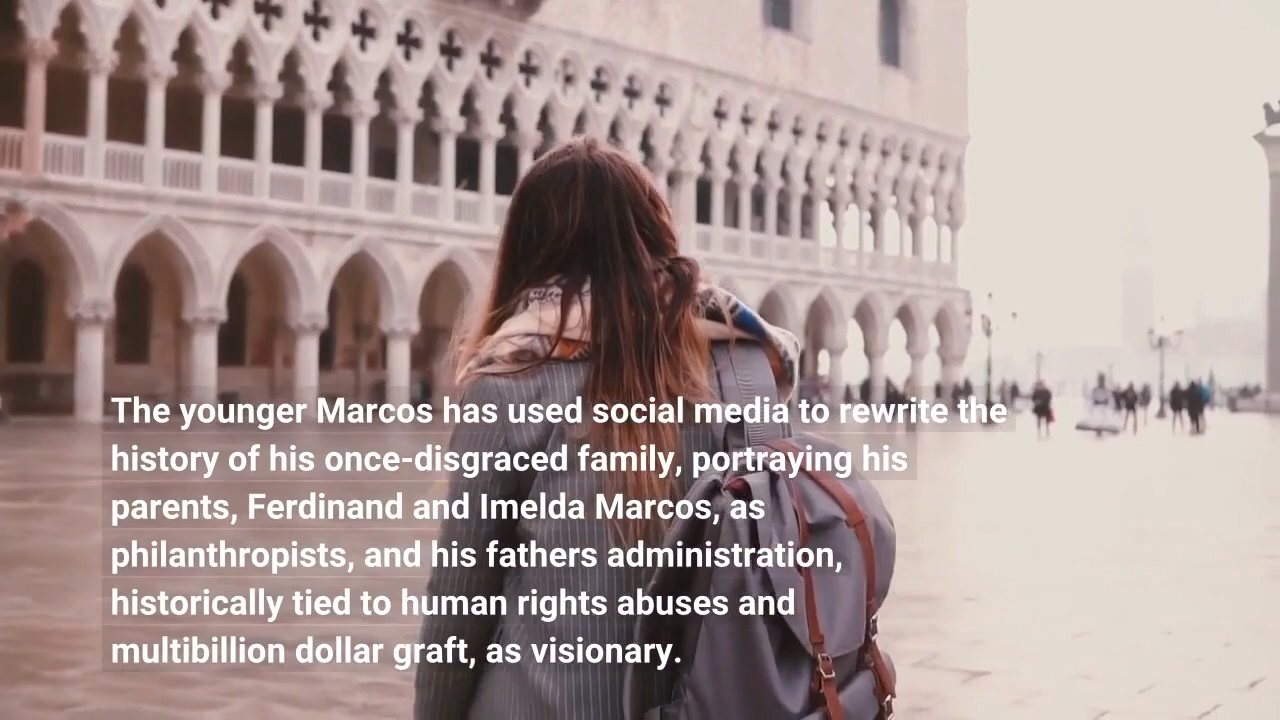 The younger Marcos has used social media to rewrite the
history of his once-disgraced family, portraying his
parents, Ferdinand and Imelda Marcos, as
philanthropists, and his fathers administration,
historically tied to human rights abuses and
multibillion dollar graft, as visionary.